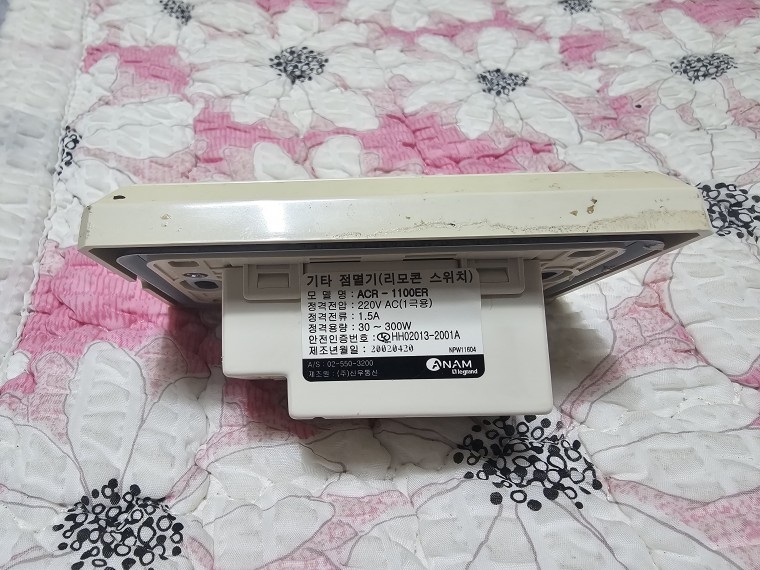 기타 점멸기(리모콘 스위치)
모 델 명 : ACR - 1100ER
정격전압 : 220V AC(1극용)
정격전류 : 1.5A
정격용량 : 30 ~ 300W
안전인증번호 : HH02013-2001A
제조년월일 : 20020420
NPW11604
A/S : 02-550-3200
제조원 : (주)신우통신
ANAM
legrand